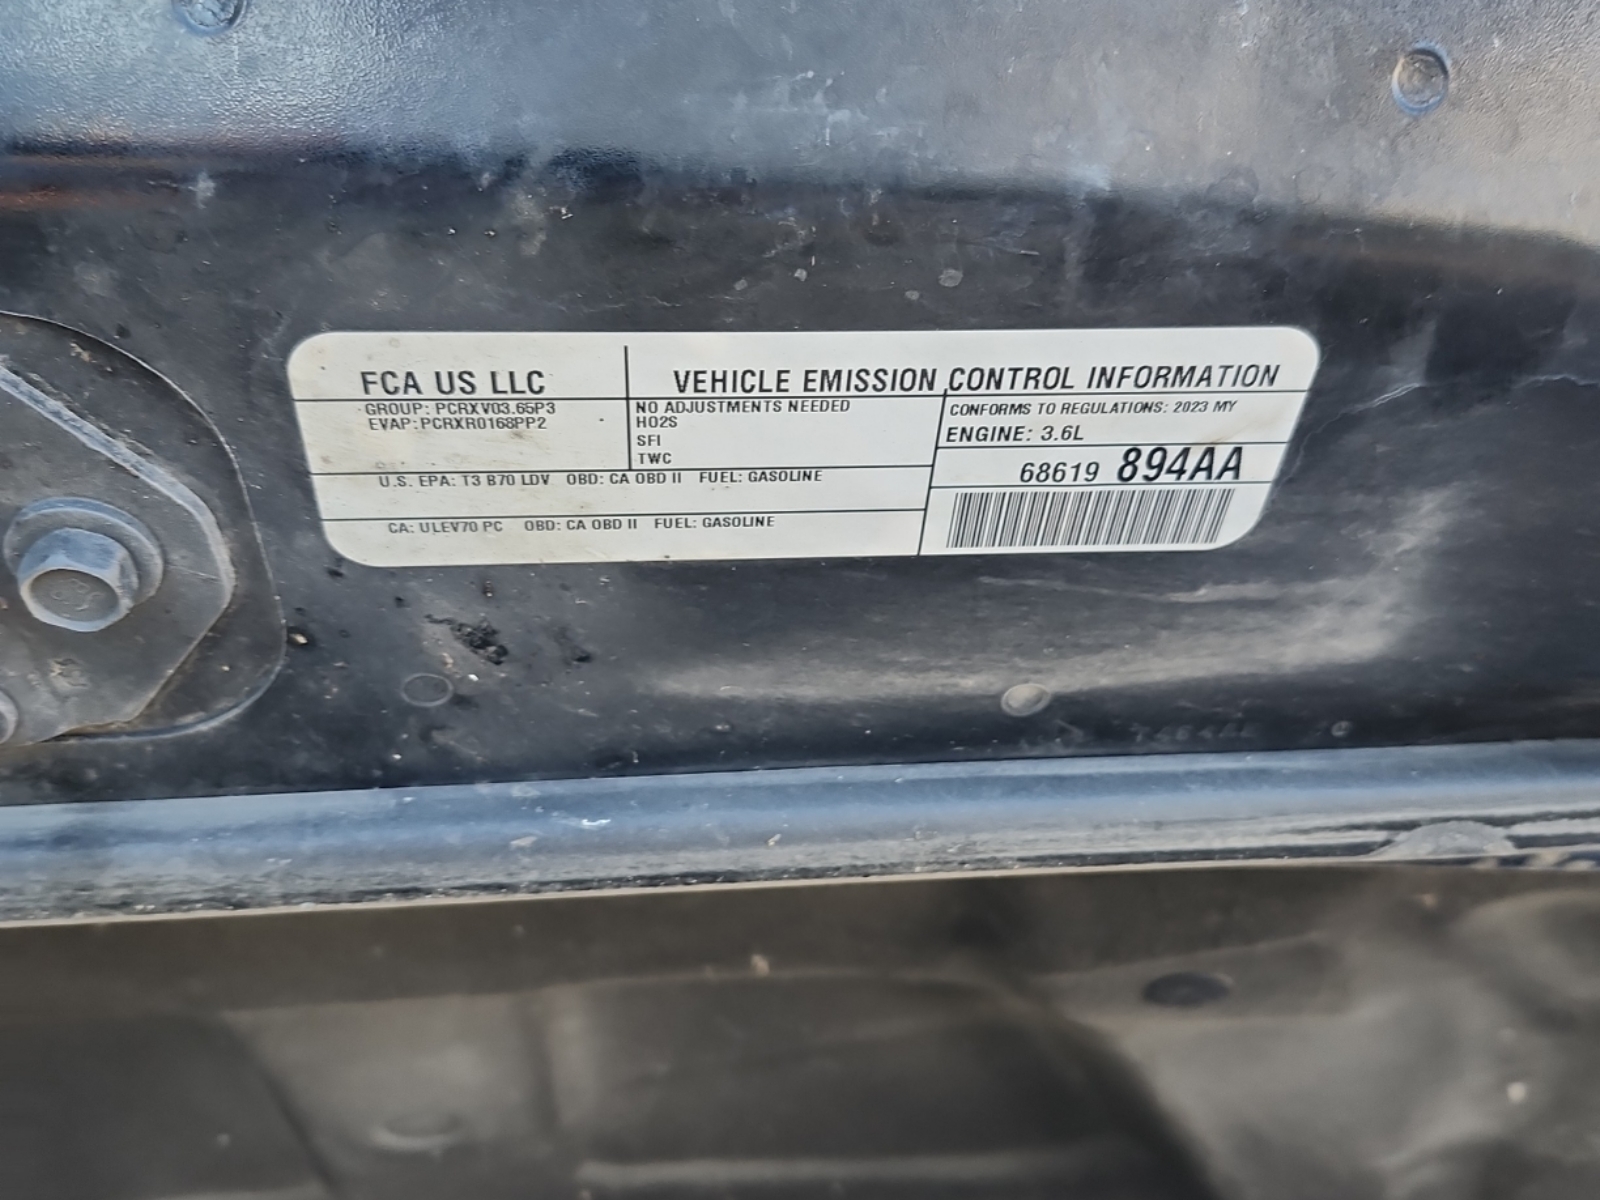 FCA US LLC
VEHICLE EMISSION CONTROL INFORMATION
GROUP: PCRXV03.65P3
EVAP: PCRXR0168PP2
NO ADJUSTMENTS NEEDED
HO2S
SFI
TWC
CONFORMS TO REGULATIONS: 2023 MY
ENGINE: 3.6L
68619 894AA
U.S. EPA: T3 B70 LDV OBD: CA OBD II FUEL: GASOLINE
CA: ULEV70 PC OBD: CA OBD II FUEL: GASOLINE